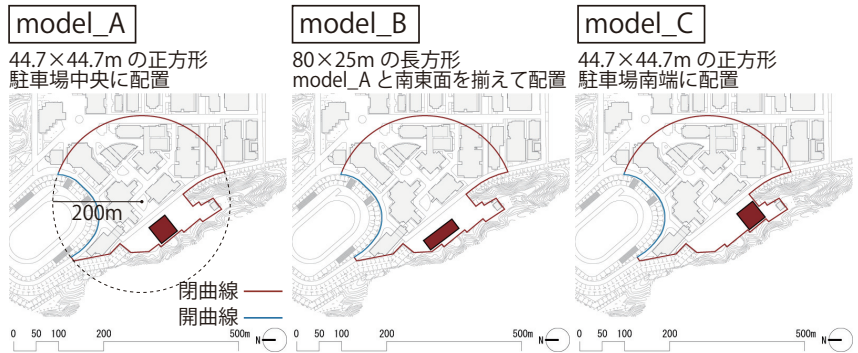 model_A
44.7×44.7m の正方形
駐車場中央に配置
200m
閉曲線
開曲線
0 50 100 200 500m N
model_B
80×25m の長方形
model_A と南東面を揃えて配置
0 50 100 200 500m N
model_C
44.7×44.7m の正方形
駐車場南端に配置
0 50 100 200 500m N